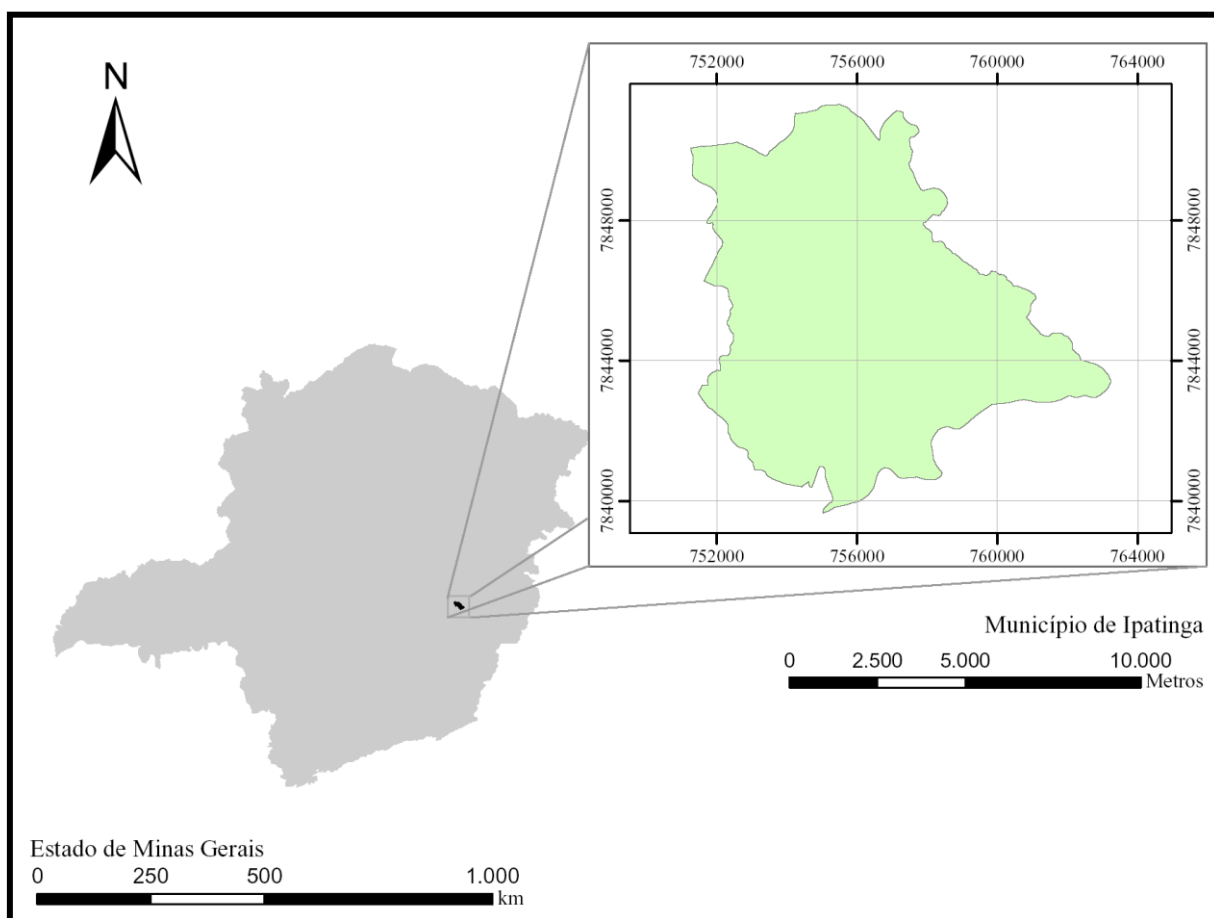 N
752000 756000 760000 764000
7848000 7848000
7844000 7844000
7840000 7840000
752000 756000 760000 764000
Município de Ipatinga
0 2.500 5.000 10.000
Metros
Estado de Minas Gerais
0 250 500 1.000
km